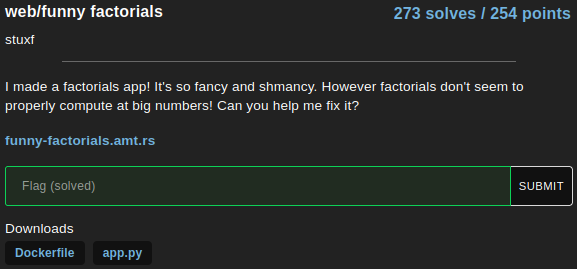 web/funny factorials
273 solves / 254 points
stuxf
I made a factorials app! It's so fancy and shmancy. However factorials don't seem to
properly compute at big numbers! Can you help me fix it?
funny-factorials.amt.rs
Flag (solved)
SUBMIT
Downloads
Dockerfile
app.py